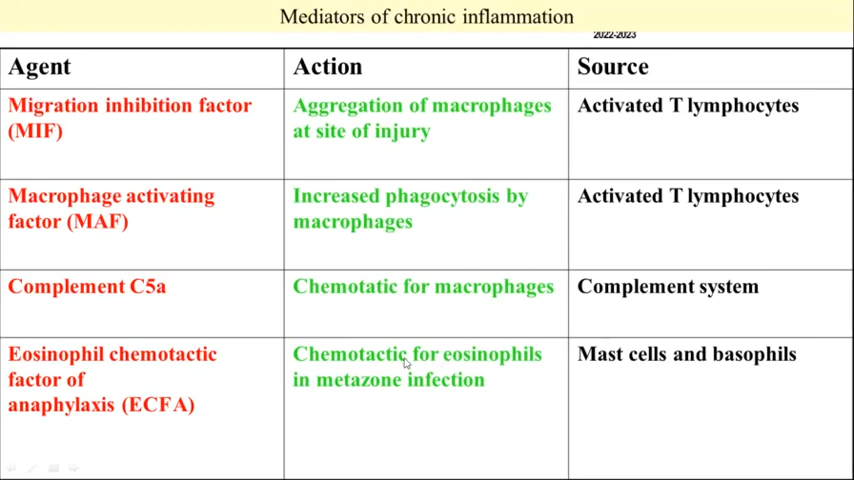 Mediators of chronic inflammation
2022-2023
Agent
Action
Source
Migration inhibition factor
(MIF)
Aggregation of macrophages
at site of injury
Activated T lymphocytes
Macrophage activating
factor (MAF)
Increased phagocytosis by
macrophages
Activated T lymphocytes
Complement C5a
Chemotatic for macrophages
Complement system
Eosinophil chemotactic
factor of
anaphylaxis (ECFA)
Chemotactic for eosinophils
in metazone infection
Mast cells and basophils